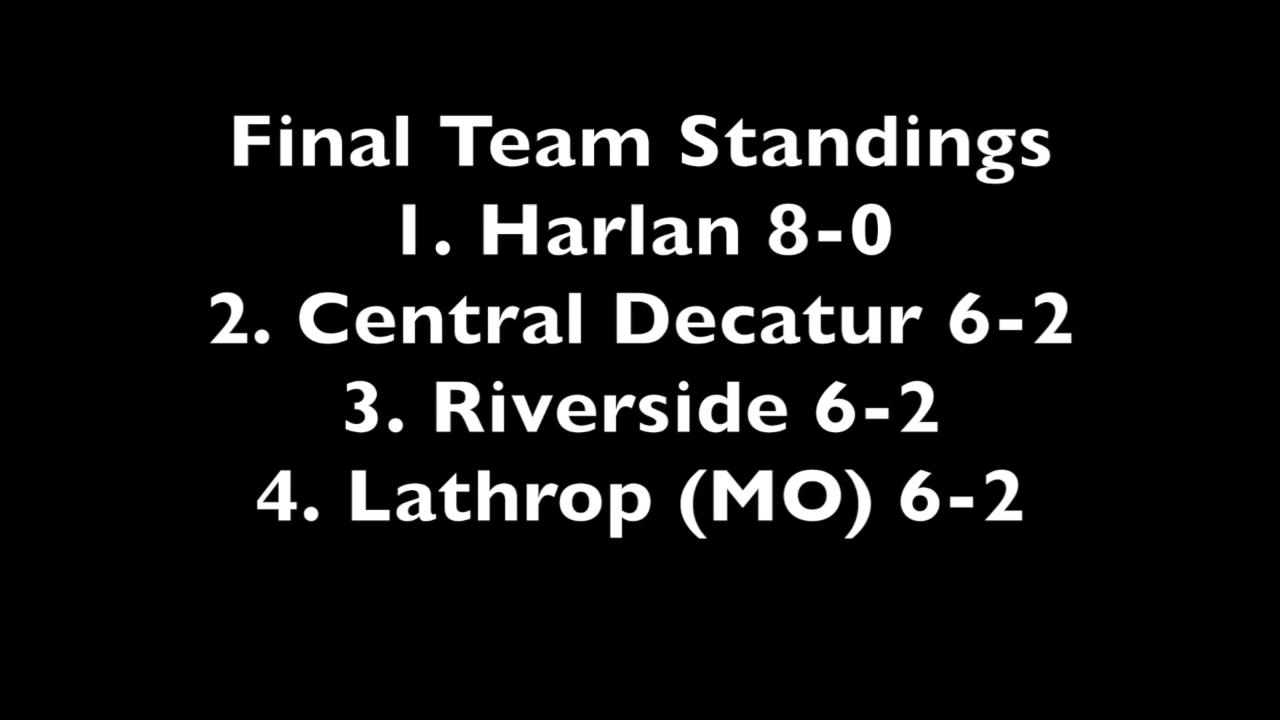 Final Team Standings
1. Harlan 8-0
2. Central Decatur 6-2
3. Riverside 6-2
4. Lathrop (MO) 6-2